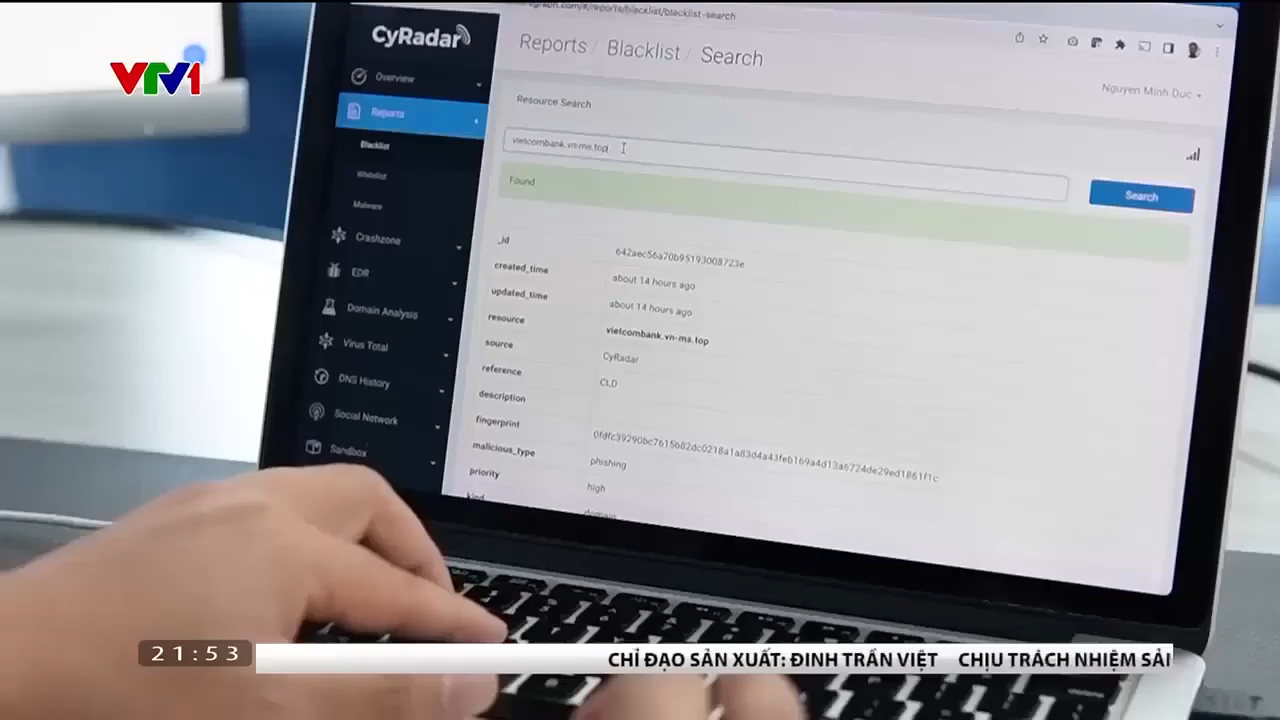 VTV1
CyRadar
Overview
Reports
Blacklist
Whitelist
Malware
Crashzone
EDR
Domain Analysis
Virus Total
DNS History
Social Network
Sandbox
Reports / Blacklist / Search
Nguyen Minh Duc
Resource Search
vietcombank.vn-ms.top
Search
Found
_id 642aec56a70b95193008723e
created_time about 14 hours ago
updated_time about 14 hours ago
resource vietcombank.vn-ms.top
source CyRadar
reference CLD
description
fingerprint
malicious_type phishing
priority high
kind domain
21:53
CHỈ ĐẠO SẢN XUẤT: ĐINH TRẦN VIỆT CHỊU TRÁCH NHIỆM SẢ